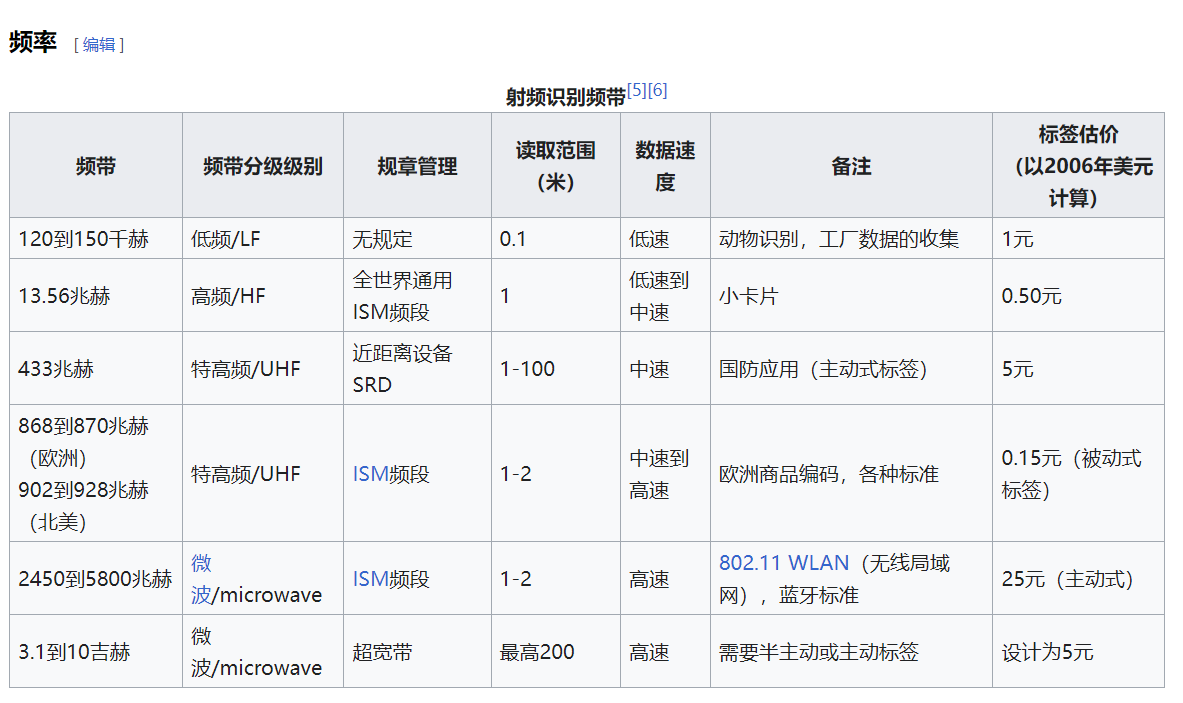 频率 [ 编辑 ]
射频识别频带[5][6]
频带 频带分级级别 规章管理 读取范围（米） 数据速度 备注 标签估价（以2006年美元计算）
120到150千赫 低频/LF 无规定 0.1 低速 动物识别，工厂数据的收集 1元
13.56兆赫 高频/HF 全世界通用ISM频段 1 低速到中速 小卡片 0.50元
433兆赫 特高频/UHF 近距离设备SRD 1-100 中速 国防应用（主动式标签） 5元
868到870兆赫（欧洲）902到928兆赫（北美） 特高频/UHF ISM频段 1-2 中速到高速 欧洲商品编码，各种标准 0.15元（被动式标签）
2450到5800兆赫 微波/microwave ISM频段 1-2 高速 802.11 WLAN（无线局域网），蓝牙标准 25元（主动式）
3.1到10吉赫 微波/microwave 超宽带 最高200 高速 需要半主动或主动标签 设计为5元